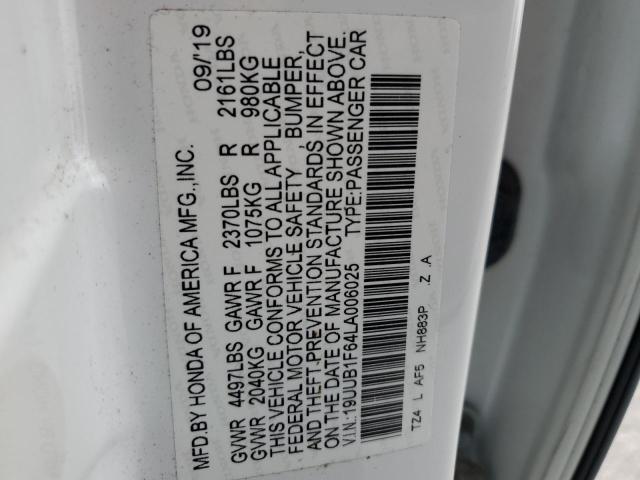 MFD.BY HONDA OF AMERICA MFG.,INC. 09/'19
GVWR 4497LBS GAWR F 2370LBS R 2161LBS
GVWR 2040KG GAWR F 1075KG R 980KG
THIS VEHICLE CONFORMS TO ALL APPLICABLE
FEDERAL MOTOR VEHICLE SAFETY , BUMPER,
AND THEFT PREVENTION STANDARDS IN EFFECT
ON THE DATE OF MANUFACTURE SHOWN ABOVE.
V.I.N.:19UUB1F64LA006025 TYPE:PASSENGER CAR
TZ4 L AF5 NH883P .Z .A